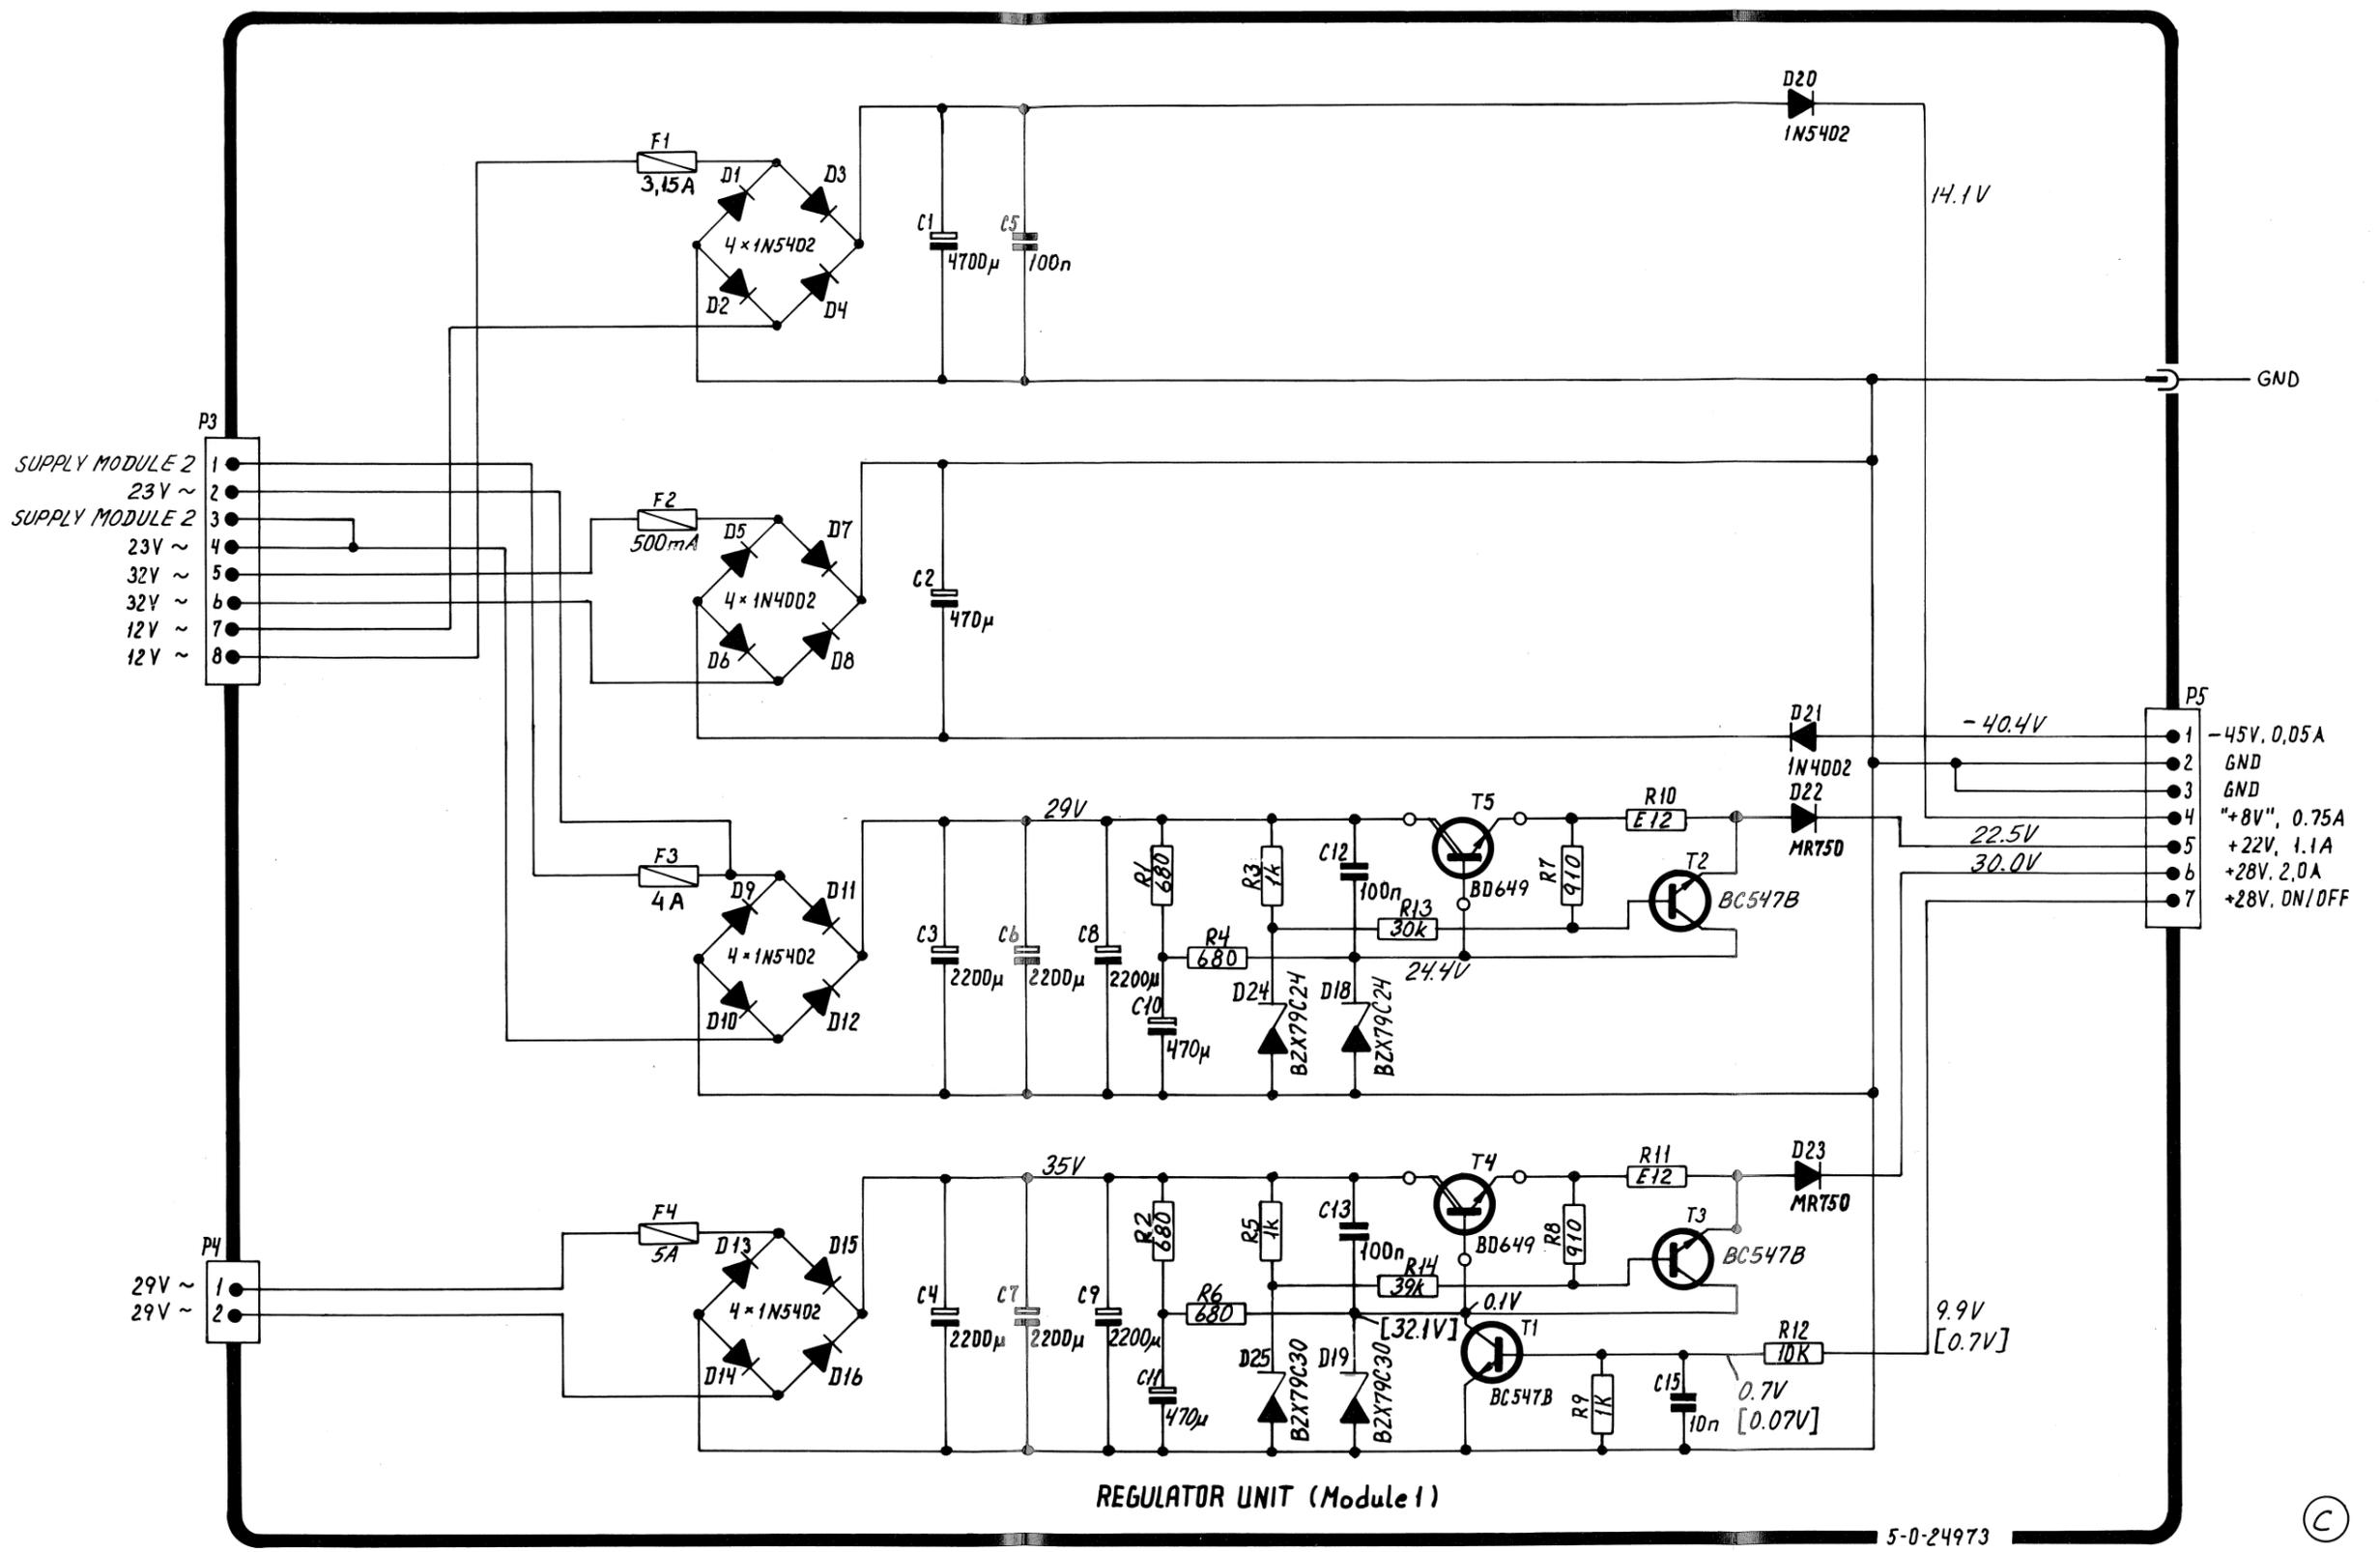 D20
1N5402
F1
3,15A
D1
D3
4×1N5402
D2
D4
C1
4700μ
C5
100n
14.1V
GND
P3
SUPPLY MODULE 2 1
23V ~ 2
SUPPLY MODULE 2 3
23V ~ 4
32V ~ 5
32V ~ 6
12V ~ 7
12V ~ 8
F2
500mA
D5
D7
4×1N4002
D6
D8
C2
470μ
D21
1N4002
-40.4V
P5
1 -45V, 0,05A
2 GND
3 GND
4 "+8V", 0.75A
5 +22V, 1.1A
6 +28V, 2,0A
7 +28V, ON/OFF
22.5V
30.0V
F3
4A
D9
D11
4×1N5402
D10
D12
C3
2200μ
C6
2200μ
C8
2200μ
29V
R1
680
C10
470μ
R4
680
R3
1k
C12
100n
D24
BZX79C24
D18
BZX79C24
T5
BD649
R13
30k
24.4V
R7
910
R10
E12
T2
BC547B
D22
MR750
P4
29V ~ 1
29V ~ 2
F4
5A
D13
D15
4×1N5402
D14
D16
C4
2200μ
C7
2200μ
C9
2200μ
35V
R2
680
C11
470μ
R6
680
R5
1k
C13
100n
D25
BZX79C30
D19
BZX79C30
T4
BD649
R14
39k
0.1V
[32.1V]
T1
BC547B
R8
910
R11
E12
T3
BC547B
D23
MR750
R9
1K
C15
10n
R12
10K
0.7V
[0.07V]
9.9V
[0.7V]
REGULATOR UNIT (Module 1)
5-0-24973
C